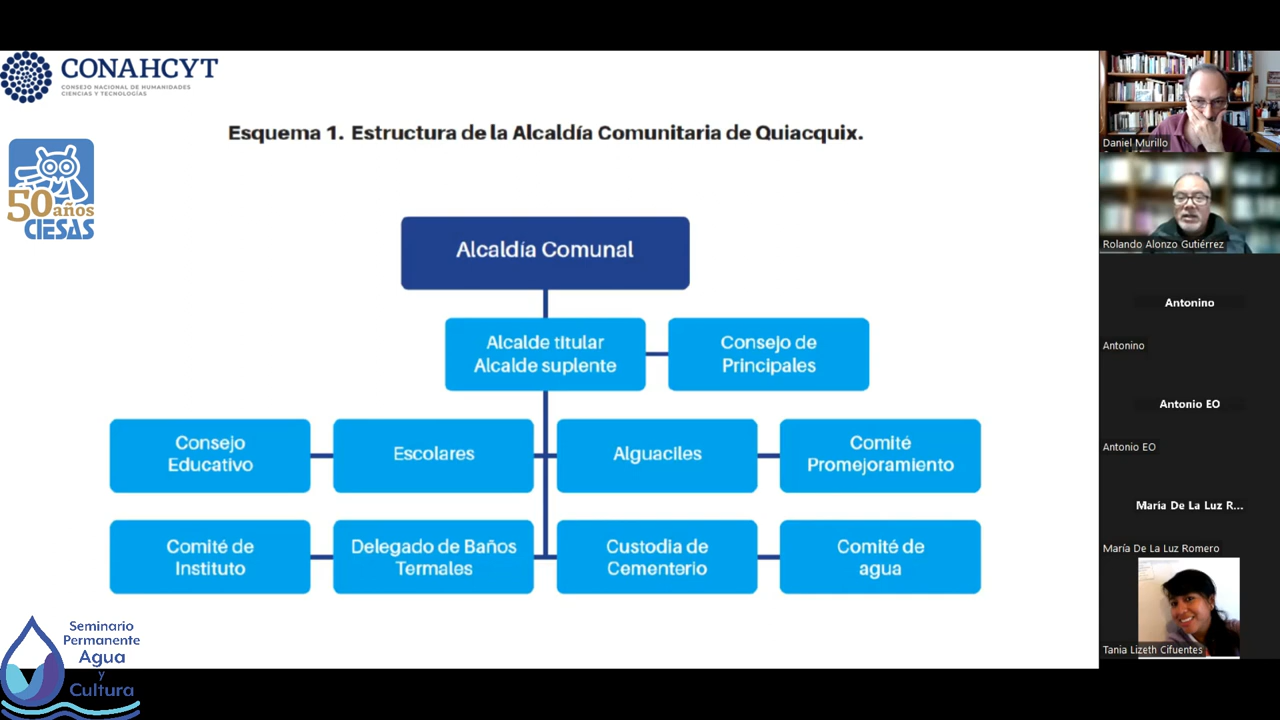 CONAHCYT
CONSEJO NACIONAL DE HUMANIDADES
CIENCIAS Y TECNOLOGÍAS
50 años
CIESAS
Esquema 1. Estructura de la Alcaldía Comunitaria de Quiacquix.
Alcaldía Comunal
Alcalde titular
Alcalde suplente
Consejo de
Principales
Consejo
Educativo
Escolares
Alguaciles
Comité
Promejoramiento
Comité de
Instituto
Delegado de Baños
Termales
Custodia de
Cementerio
Comité de
agua
Seminario
Permanente
Agua
y
Cultura
Daniel Murillo
Rolando Alonzo Gutiérrez
Antonino
Antonino
Antonio EO
Antonio EO
Maria De La Luz R...
María De La Luz Romero
Tania Lizeth Cifuentes